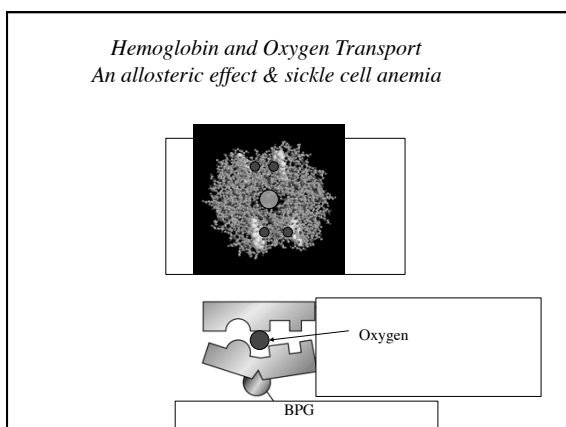 Hemoglobin and Oxygen Transport
An allosteric effect & sickle cell anemia
Oxygen
BPG